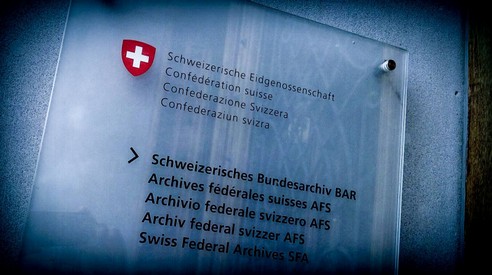 Schweizerische Eidgenossenschaft
Confédération suisse
Confederazione Svizzera
Confederaziun svizra
Schweizerisches Bundesarchiv BAR
Archives fédérales suisses AFS
Archivio federale svizzero AFS
Archiv federal svizzer AFS
Swiss Federal Archives SFA